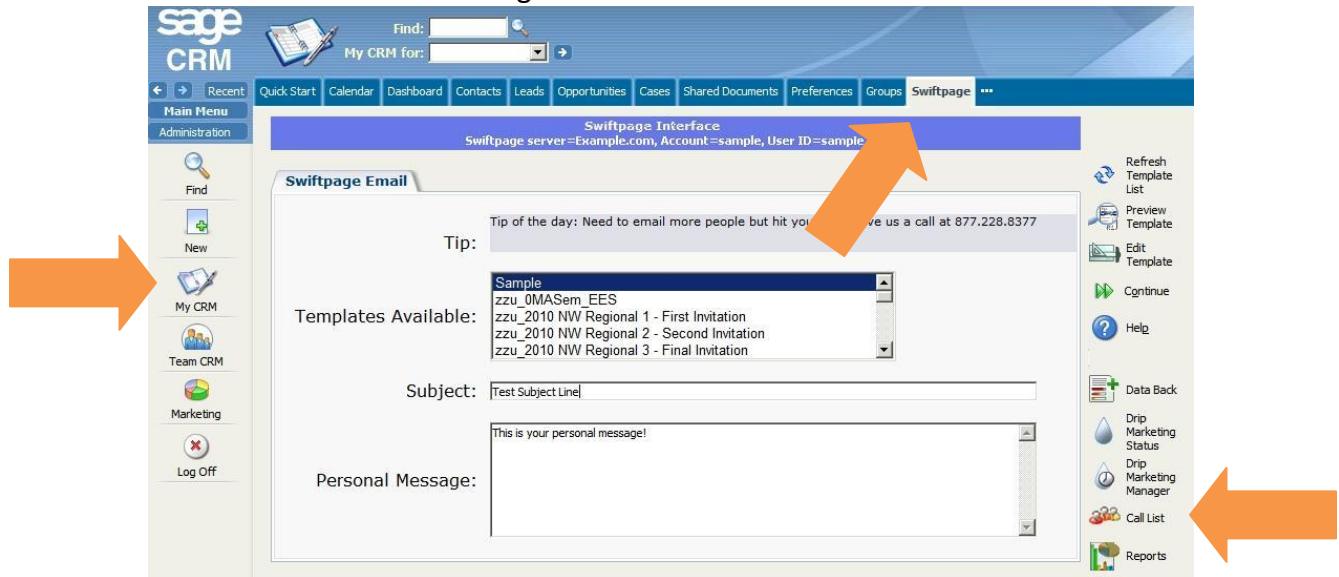 sage
CRM
Find:
My CRM for:
Recent
Quick Start Calendar Dashboard Contacts Leads Opportunities Cases Shared Documents Preferences Groups Swiftpage
Main Menu
Administration
Swiftpage Interface
Swiftpage server=Example.com, Account=sample, User ID=sample
Find
New
My CRM
Team CRM
Marketing
Log Off
Swiftpage Email
Tip:
Tip of the day: Need to email more people but hit us a call at 877.228.8377
Templates Available:
Sample
zzu_0MASem_EES
zzu_2010 NW Regional 1 - First Invitation
zzu_2010 NW Regional 2 - Second Invitation
zzu_2010 NW Regional 3 - Final Invitation
Subject:
Test Subject Line
Personal Message:
This is your personal message!
Refresh
Template
List
Preview
Template
Edit
Template
Continue
Help
Data Back
Drip
Marketing
Status
Drip
Marketing
Manager
Call List
Reports